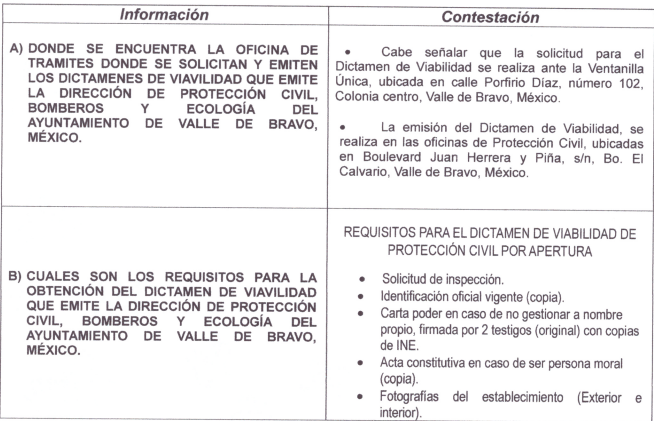 Información
Contestación
A) DONDE SE ENCUENTRA LA OFICINA DE
TRAMITES DONDE SE SOLICITAN Y EMITEN
LOS DICTAMENES DE VIAVILIDAD QUE EMITE
LA DIRECCIÓN DE PROTECCIÓN CIVIL,
BOMBEROS Y ECOLOGÍA DEL
AYUNTAMIENTO DE VALLE DE BRAVO,
MÉXICO.
• Cabe señalar que la solicitud para el
Dictamen de Viabilidad se realiza ante la Ventanilla
Única, ubicada en calle Porfirio Díaz, número 102,
Colonia centro, Valle de Bravo, México.
• La emisión del Dictamen de Viabilidad, se
realiza en las oficinas de Protección Civil, ubicadas
en Boulevard Juan Herrera y Piña, s/n, Bo. El
Calvario, Valle de Bravo, México.
B) CUALES SON LOS REQUISITOS PARA LA
OBTENCIÓN DEL DICTAMEN DE VIAVILIDAD
QUE EMITE LA DIRECCIÓN DE PROTECCIÓN
CIVIL, BOMBEROS Y ECOLOGÍA DEL
AYUNTAMIENTO DE VALLE DE BRAVO,
MÉXICO.
REQUISITOS PARA EL DICTAMEN DE VIABILIDAD DE
PROTECCIÓN CIVIL POR APERTURA
• Solicitud de inspección.
• Identificación oficial vigente (copia).
• Carta poder en caso de no gestionar a nombre
propio, firmada por 2 testigos (original) con copias
de INE.
• Acta constitutiva en caso de ser persona moral
(copia).
• Fotografías del establecimiento (Exterior e
interior).